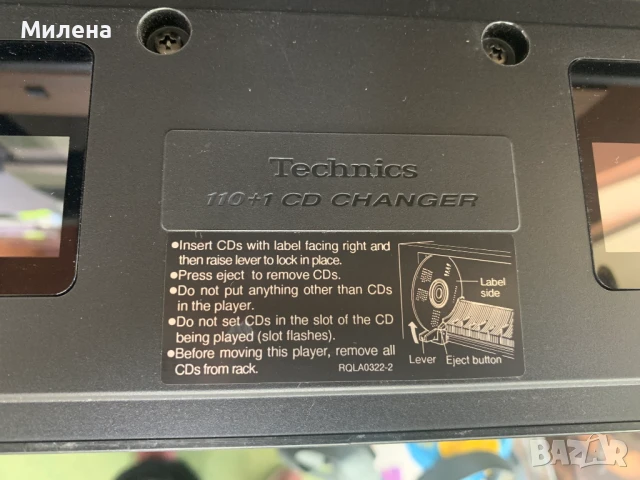 Милена
Technics
110+1 CD CHANGER
•Insert CDs with label facing right and
then raise lever to lock in place.
•Press eject to remove CDs.
•Do not put anything other than CDs
in the player.
•Do not set CDs in the slot of the CD
being played (slot flashes).
•Before moving this player, remove all
CDs from rack.
RQLA0322-2
Label
side
Lever Eject button
BAZAR